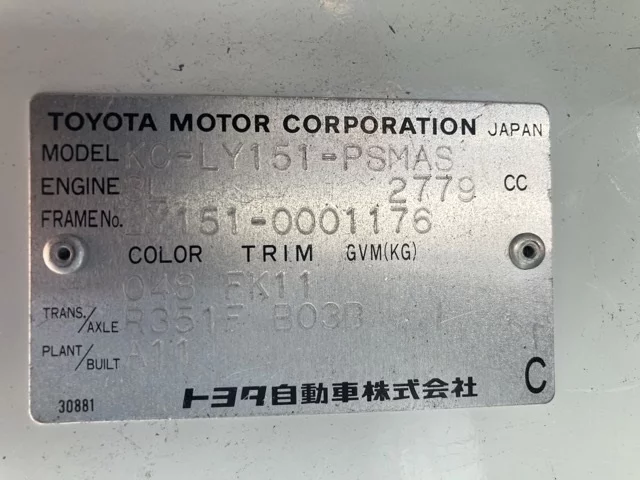 TOYOTA MOTOR CORPORATION JAPAN
MODEL KC-LY151-PSMAS
ENGINE 3L 2779 CC
FRAME No. LY151-0001176
COLOR TRIM GVM(KG)
048 FK11
TRANS./AXLE R351F B03B
PLANT/BUILT A11
トヨタ自動車株式会社 C
30881